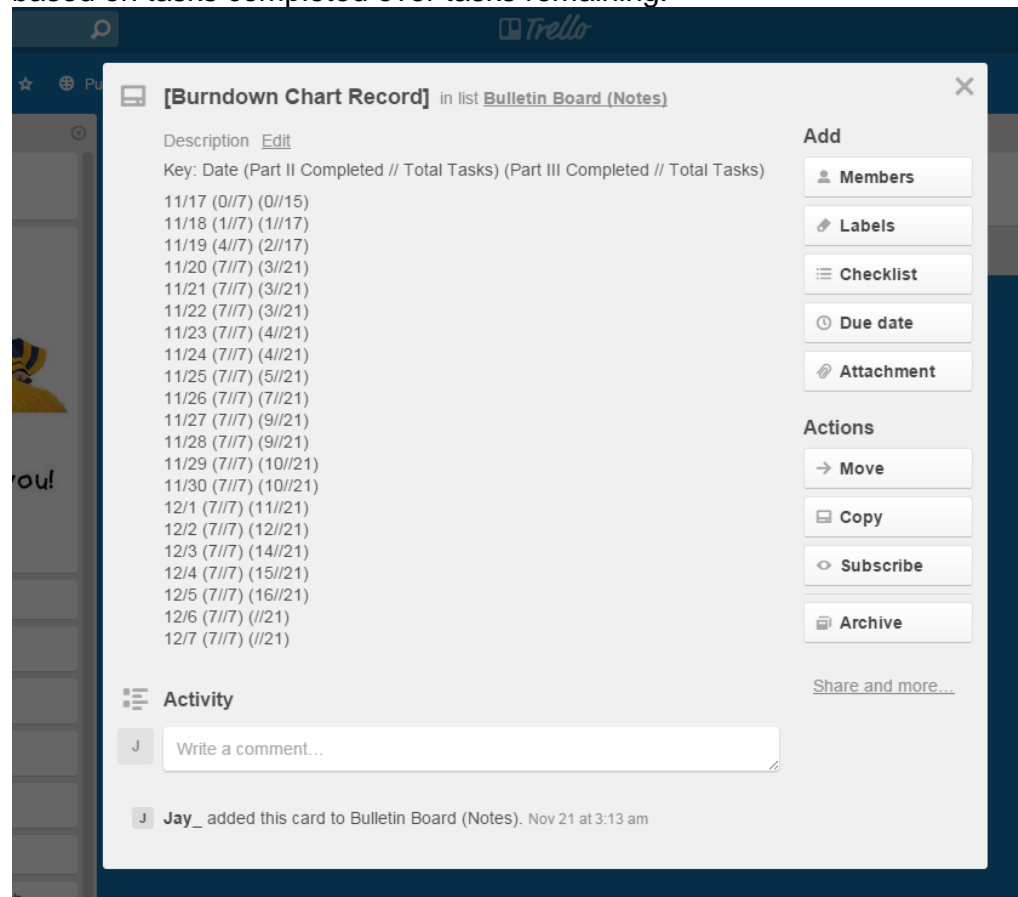 based on tasks completed over tasks remaining.
Trello
Pu
[Burndown Chart Record] in list Bulletin Board (Notes)
Description Edit
Key: Date (Part II Completed // Total Tasks) (Part III Completed // Total Tasks)
11/17 (0//7) (0//15)
11/18 (1//7) (1//17)
11/19 (4//7) (2//17)
11/20 (7//7) (3//21)
11/21 (7//7) (3//21)
11/22 (7//7) (3//21)
11/23 (7//7) (4//21)
11/24 (7//7) (4//21)
11/25 (7//7) (5//21)
11/26 (7//7) (7//21)
11/27 (7//7) (9//21)
11/28 (7//7) (9//21)
11/29 (7//7) (10//21)
11/30 (7//7) (10//21)
12/1 (7//7) (11//21)
12/2 (7//7) (12//21)
12/3 (7//7) (14//21)
12/4 (7//7) (15//21)
12/5 (7//7) (16//21)
12/6 (7//7) (//21)
12/7 (7//7) (//21)
Add
Members
Labels
Checklist
Due date
Attachment
Actions
Move
Copy
Subscribe
Archive
Share and more...
you!
Activity
J
Write a comment...
J
Jay_ added this card to Bulletin Board (Notes). Nov 21 at 3:13 am